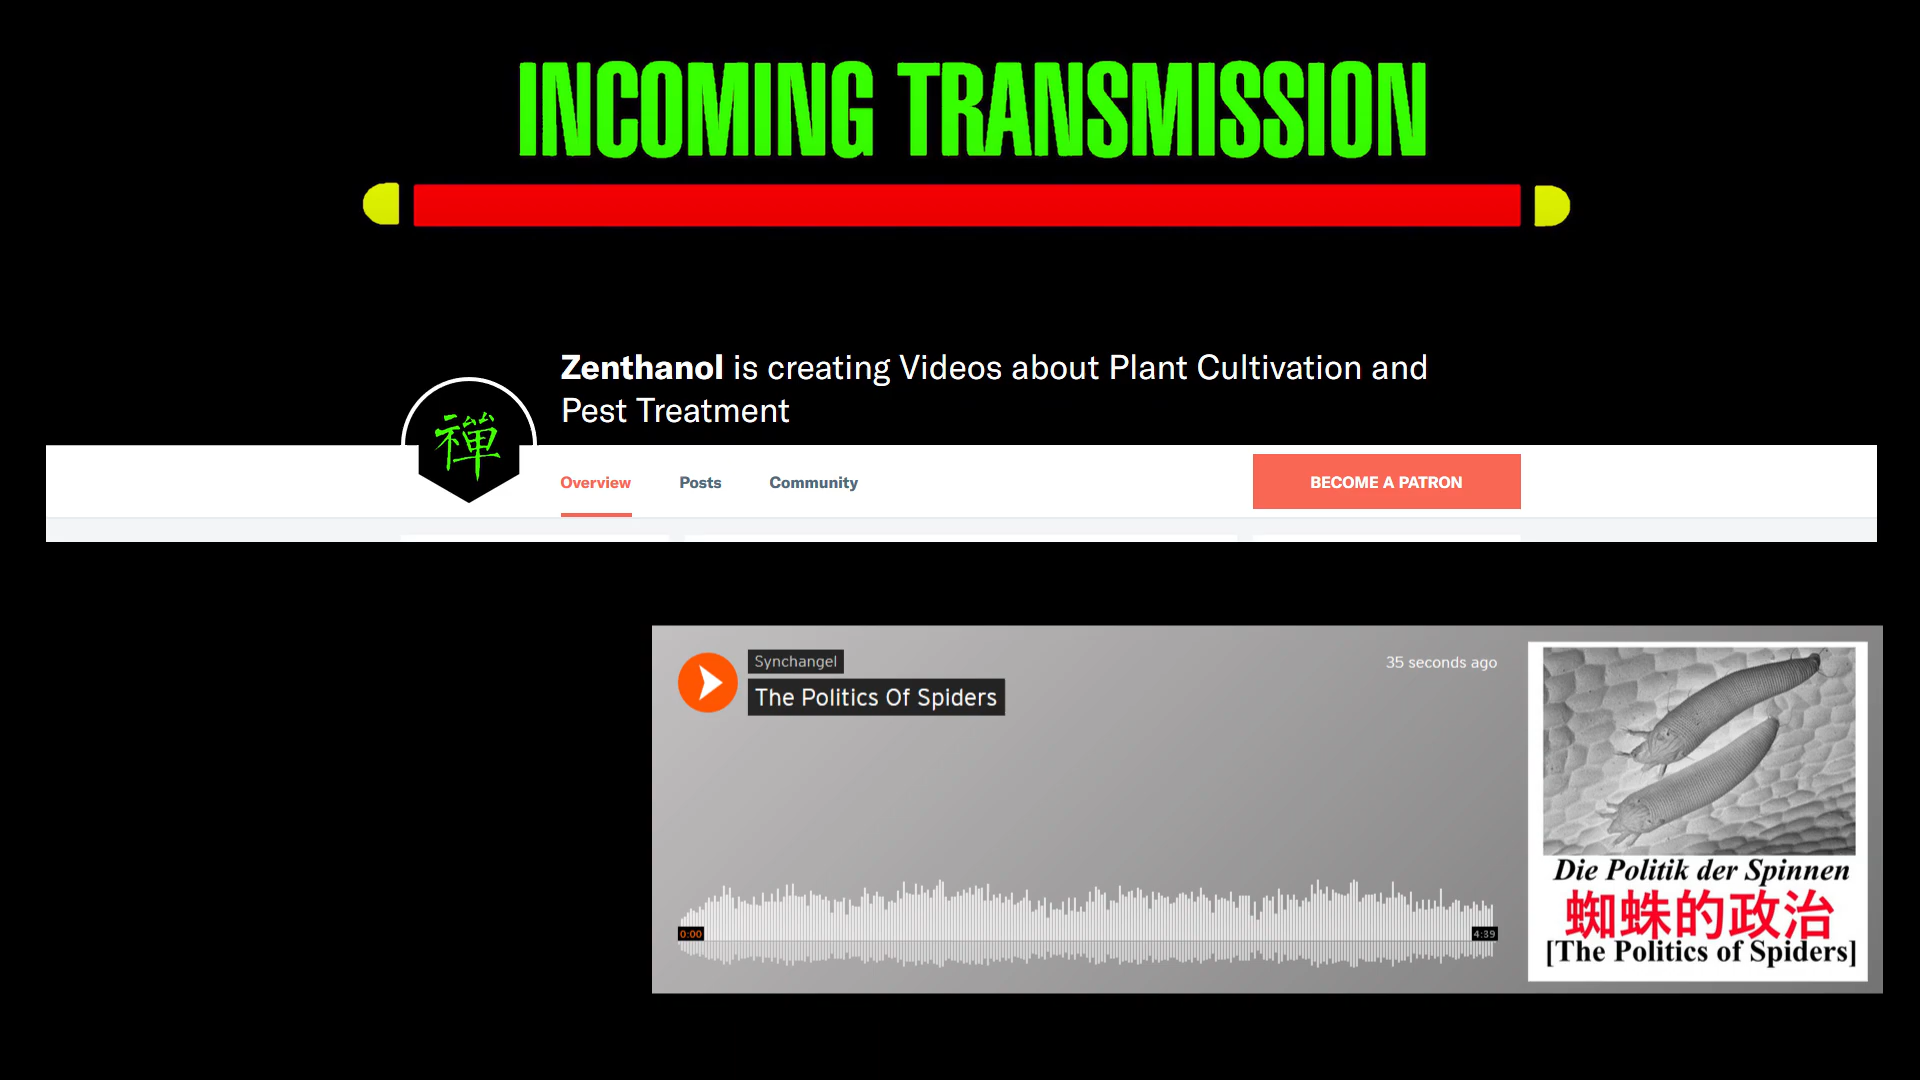 INCOMING TRANSMISSION
Zenthanol is creating Videos about Plant Cultivation and
Pest Treatment
禪
Overview
Posts
Community
BECOME A PATRON
Synchangel
35 seconds ago
The Politics Of Spiders
0:00
4:39
Die Politik der Spinnen
蜘蛛的政治
[The Politics of Spiders]